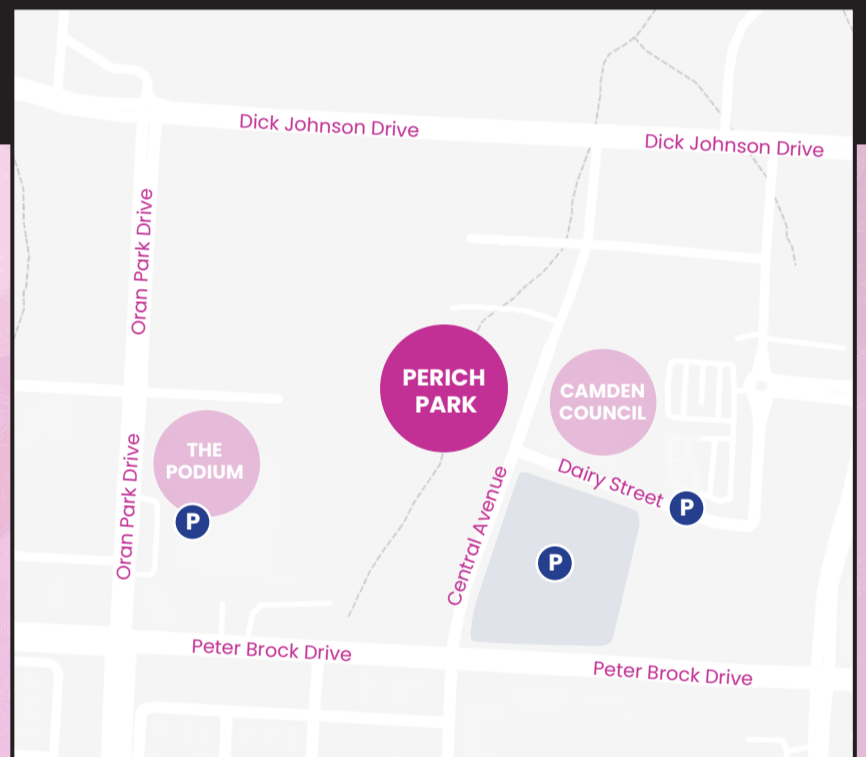 Dick Johnson Drive
Dick Johnson Drive
Oran Park Drive
PERICH
PARK
CAMDEN
COUNCIL
THE
PODIUM
Oran Park Drive
Dairy Street
Central Avenue
P
P
P
Peter Brock Drive
Peter Brock Drive